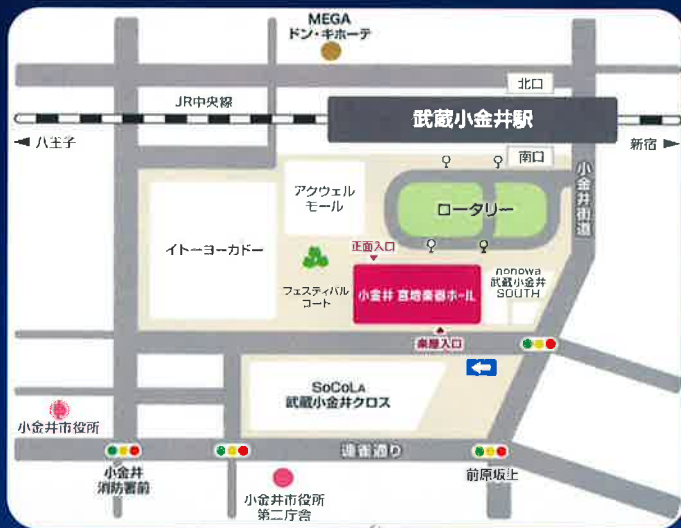 MEGA
ドン・キホーテ
北口
JR中央線
武蔵小金井駅
八王子
新宿
南口
小金井街道
アクウェル
モール
ロータリー
イトーヨーカドー
正面入口
フェスティバル
コート
小金井 宮地楽器ホール
nonowa
武蔵小金井
SOUTH
楽屋入口
SoCoLA
武蔵小金井クロス
小金井市役所
連雀通り
小金井
消防署前
前原坂上
小金井市役所
第二庁舎